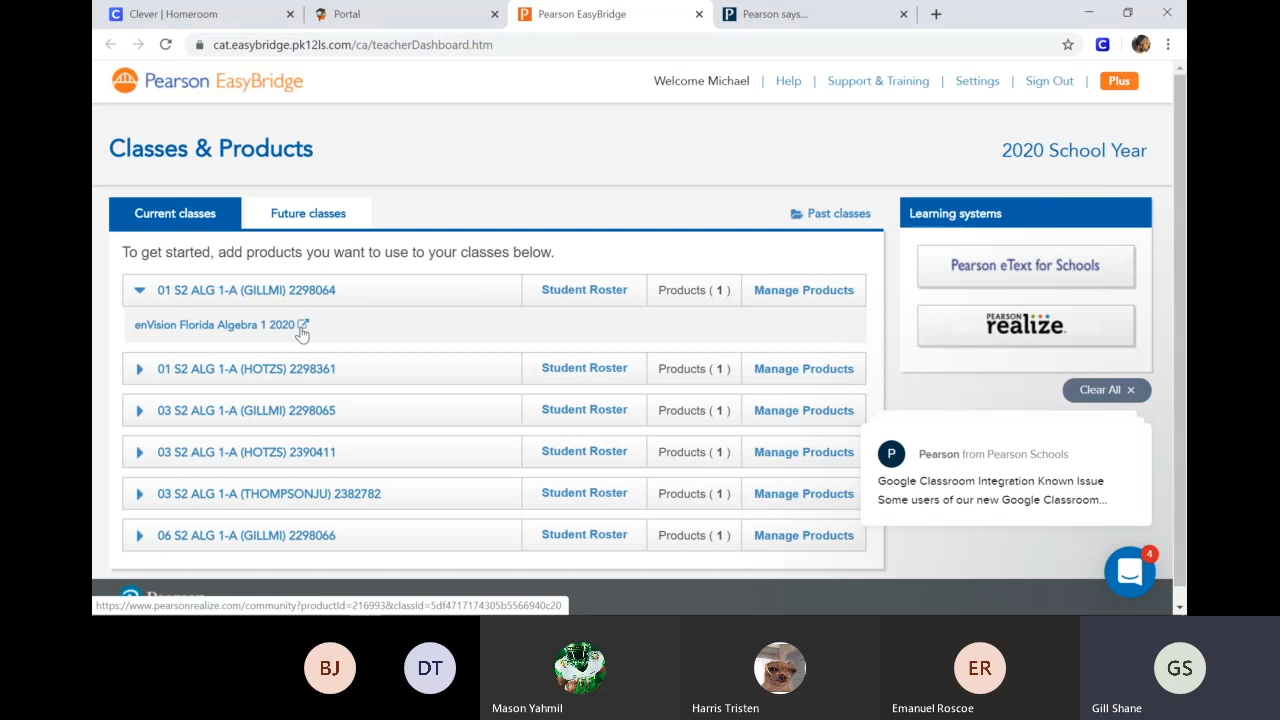 Clever | Homeroom
Portal
Pearson EasyBridge
Pearson says...
cat.easybridge.pk12ls.com/ca/teacherDashboard.htm
Pearson EasyBridge
Welcome Michael | Help | Support & Training | Settings | Sign Out | Plus
Classes & Products
2020 School Year
Current classes
Future classes
Past classes
Learning systems
To get started, add products you want to use to your classes below.
Pearson eText for Schools
01 S2 ALG 1-A (GILLMI) 2298064 Student Roster Products ( 1 ) Manage Products
enVision Florida Algebra 1 2020
PEARSON
realize
01 S2 ALG 1-A (HOTZS) 2298361 Student Roster Products ( 1 ) Manage Products
Clear All ×
03 S2 ALG 1-A (GILLMI) 2298065 Student Roster Products ( 1 ) Manage Products
03 S2 ALG 1-A (HOTZS) 2390411 Student Roster Products ( 1 ) Manage Products
P Pearson from Pearson Schools
Google Classroom Integration Known Issue
Some users of our new Google Classroom...
03 S2 ALG 1-A (THOMPSONJU) 2382782 Student Roster Products ( 1 ) Manage Products
06 S2 ALG 1-A (GILLMI) 2298066 Student Roster Products ( 1 ) Manage Products
4
Pearson
https://www.pearsonrealize.com/community?productId=216993&classId=5df4717174305b5566940c20
BJ
DT
ER
GS
Mason Yahmil
Harris Tristen
Emanuel Roscoe
Gill Shane